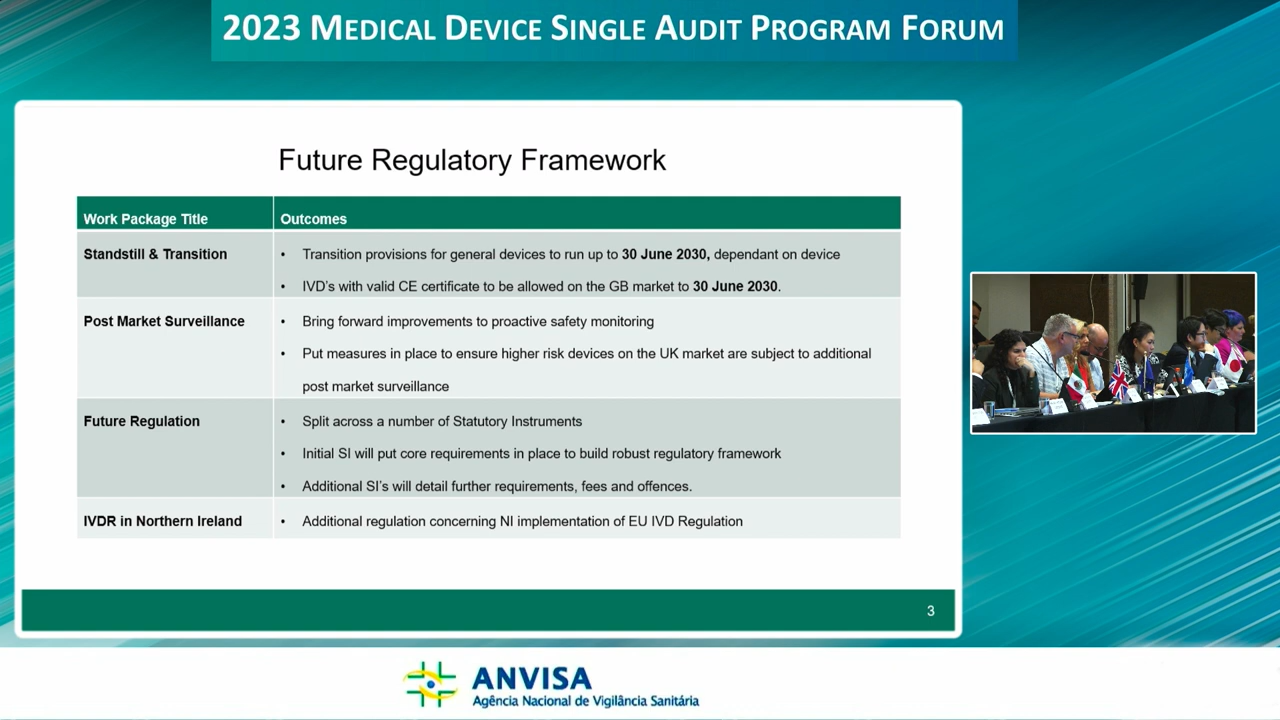 2023 MEDICAL DEVICE SINGLE AUDIT PROGRAM FORUM
Future Regulatory Framework
Work Package Title
Outcomes
Standstill & Transition
• Transition provisions for general devices to run up to 30 June 2030, dependant on device
• IVD's with valid CE certificate to be allowed on the GB market to 30 June 2030.
Post Market Surveillance
• Bring forward improvements to proactive safety monitoring
• Put measures in place to ensure higher risk devices on the UK market are subject to additional
post market surveillance
Future Regulation
• Split across a number of Statutory Instruments
• Initial SI will put core requirements in place to build robust regulatory framework
• Additional SI's will detail further requirements, fees and offences.
IVDR in Northern Ireland
• Additional regulation concerning NI implementation of EU IVD Regulation
3
ANVISA
Agência Nacional de Vigilância Sanitária